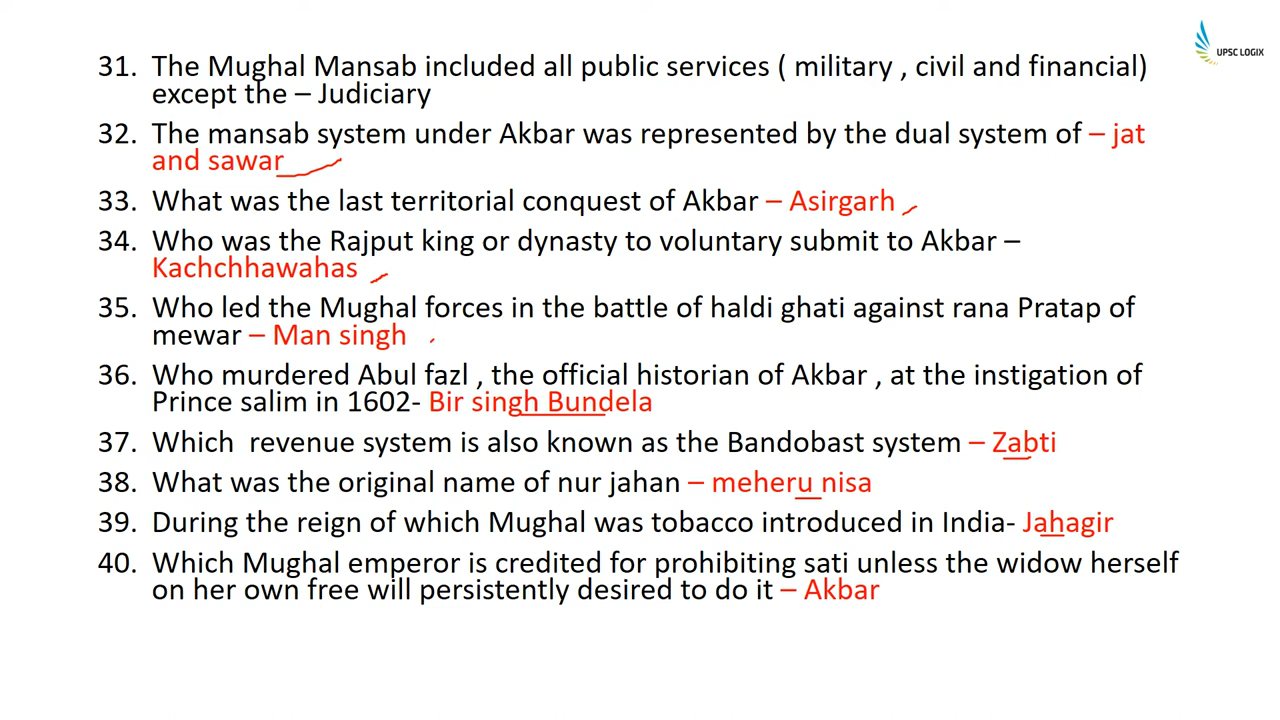 UPSC LOGIX
31. The Mughal Mansab included all public services ( military , civil and financial)
except the – Judiciary
32. The mansab system under Akbar was represented by the dual system of – jat
and sawar
33. What was the last territorial conquest of Akbar – Asirgarh
34. Who was the Rajput king or dynasty to voluntary submit to Akbar –
Kachchhawahas
35. Who led the Mughal forces in the battle of haldi ghati against rana Pratap of
mewar – Man singh
36. Who murdered Abul fazl , the official historian of Akbar , at the instigation of
Prince salim in 1602- Bir singh Bundela
37. Which revenue system is also known as the Bandobast system – Zabti
38. What was the original name of nur jahan – meheru nisa
39. During the reign of which Mughal was tobacco introduced in India- Jahagir
40. Which Mughal emperor is credited for prohibiting sati unless the widow herself
on her own free will persistently desired to do it – Akbar